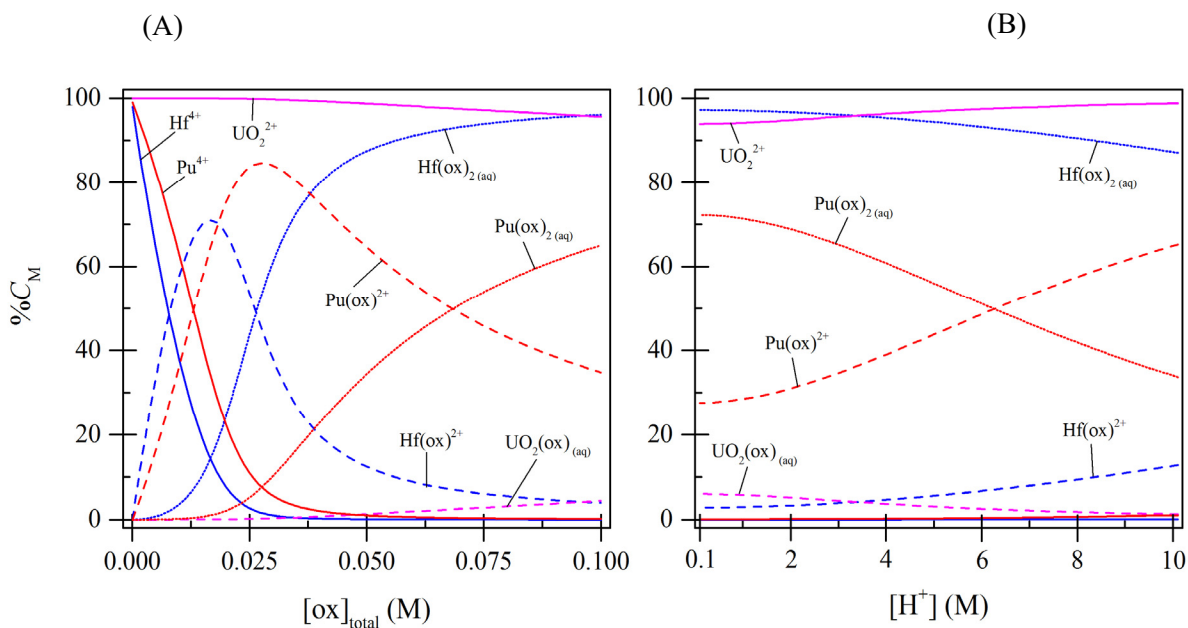 (A)
(B)
%C_M
100
80
60
40
20
0
Hf⁴⁺
Pu⁴⁺
UO₂²⁺
Hf(ox)₂ ₍aq₎
Pu(ox)₂ ₍aq₎
Pu(ox)²⁺
Hf(ox)²⁺
UO₂(ox) ₍aq₎
0.000 0.025 0.050 0.075 0.100
[ox]total (M)
100
80
60
40
20
0
UO₂²⁺
Hf(ox)₂ ₍aq₎
Pu(ox)₂ ₍aq₎
Pu(ox)²⁺
Hf(ox)²⁺
UO₂(ox) ₍aq₎
0.1 2 4 6 8 10
[H⁺] (M)